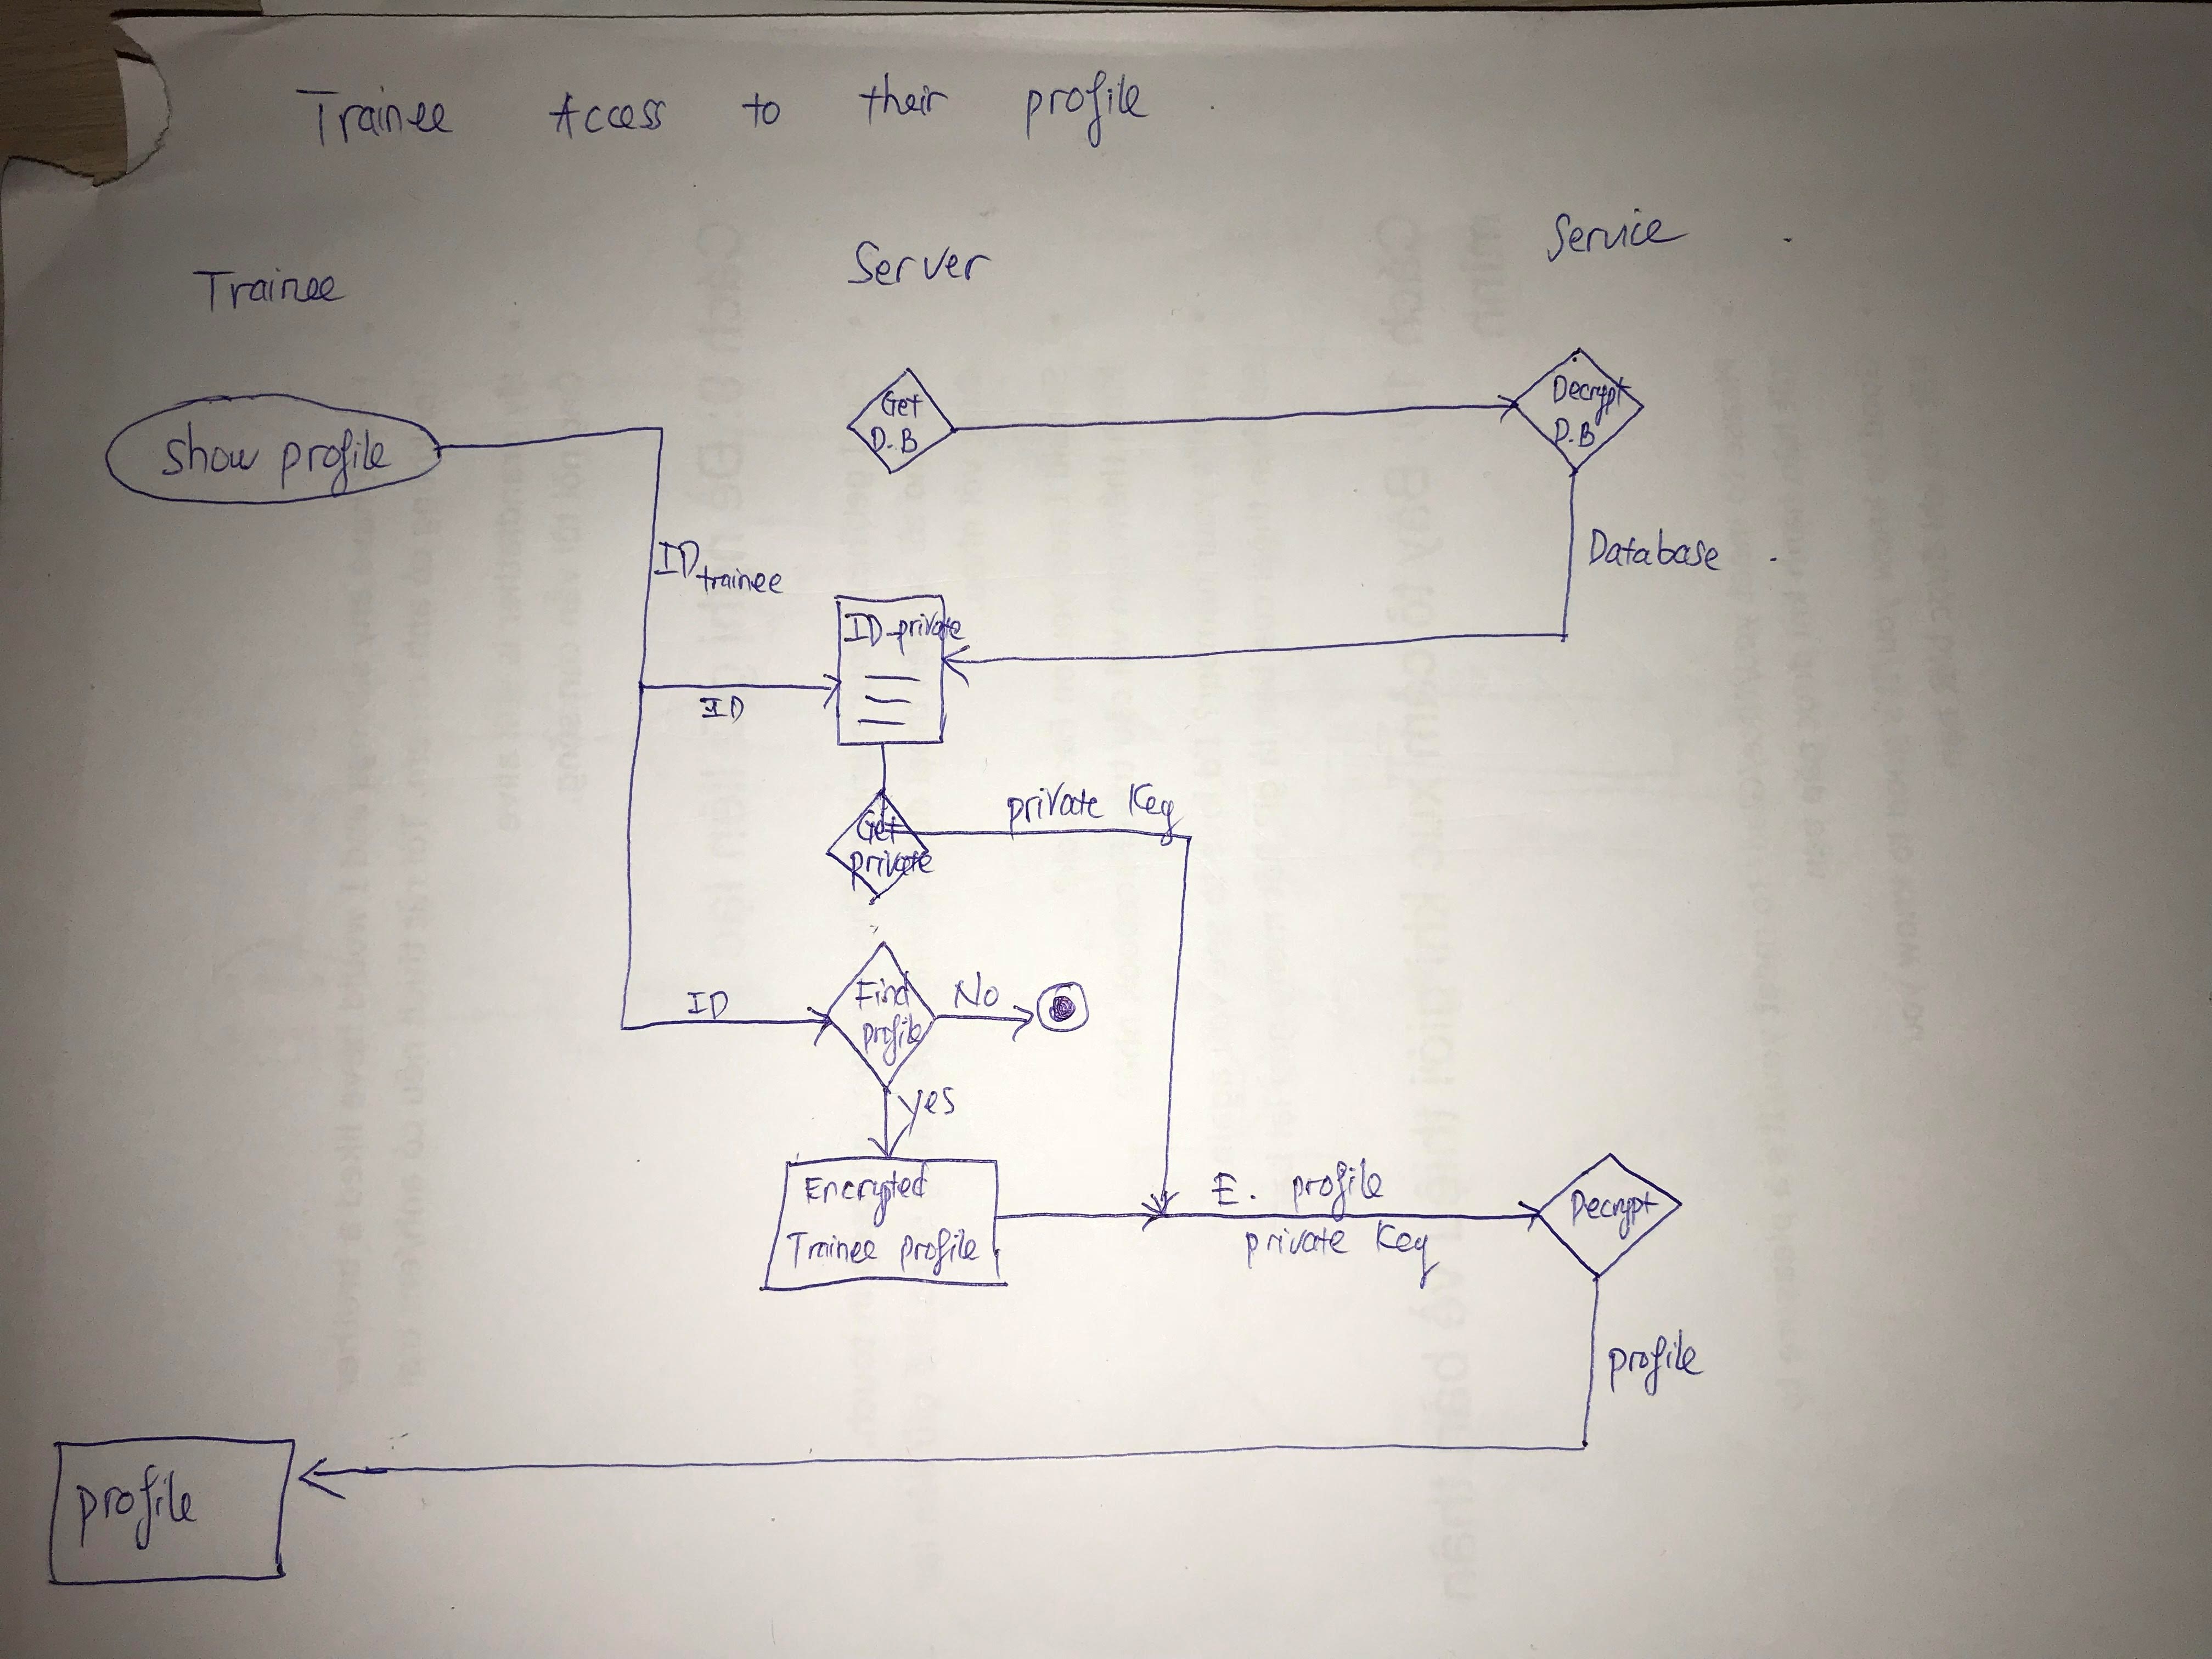 Trainee Access to their profile
Trainee
Server
Service
show profile
Get
D.B
Decrypt
D.B
Database
ID trainee
ID-private
ID
Get
private
private Key
ID
Find
profile
No
yes
Encrypted
Trainee profile
E. profile
private Key
Decrypt
profile
profile